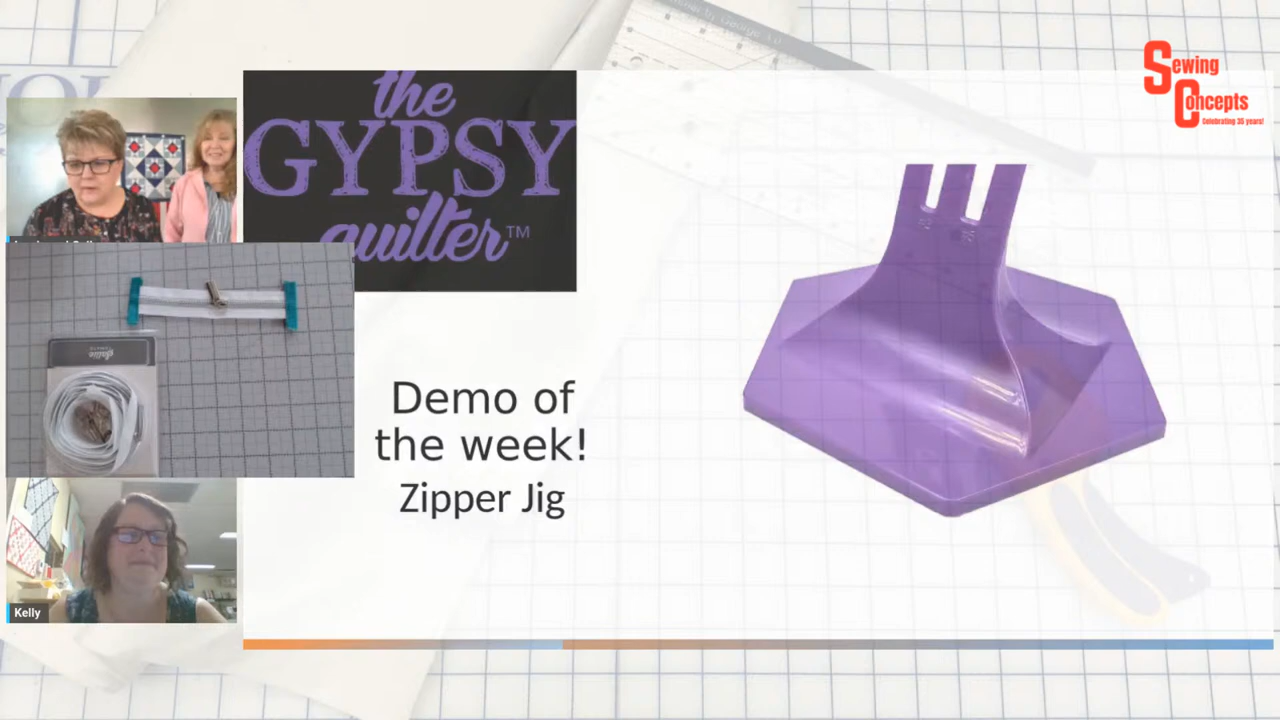 Sewing
Concepts
Celebrating 35 years!
the
GYPSY
quilter™
Demo of
the week!
Zipper Jig
Kelly